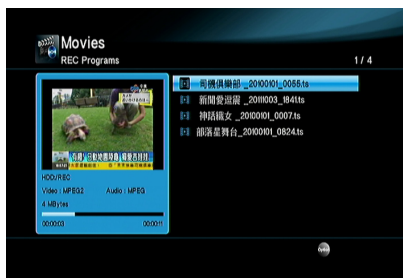 Movies
REC Programs
1 / 4
司機俱樂部 _20100101_0055.ts
新聞愛逗陣 _20111003_1841.ts
神話織女 _20100101_0007.ts
部落星舞台_20100101_0824.ts
HDD/REC
Video : MPEG2 Audio : MPEG
4 MBytes
00:00:03 00:00:11
Option